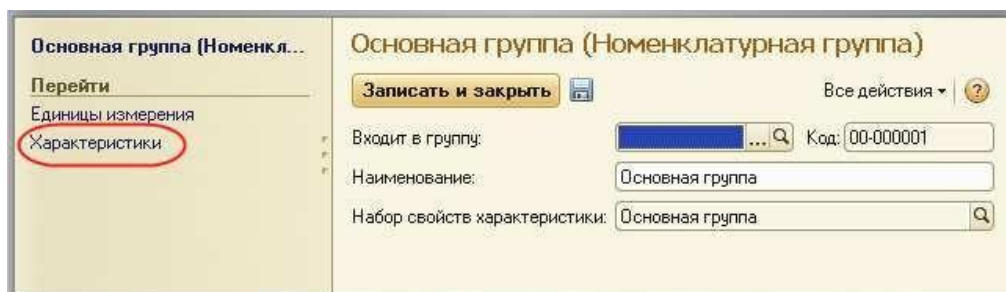 Основная группа (Номенкл...
Перейти
Единицы измерения
Характеристики
Основная группа (Номенклатурная группа)
Записать и закрыть
Все действия
?
Входит в группу:
...
Код: 00-000001
Наименование: Основная группа
Набор свойств характеристики: Основная группа